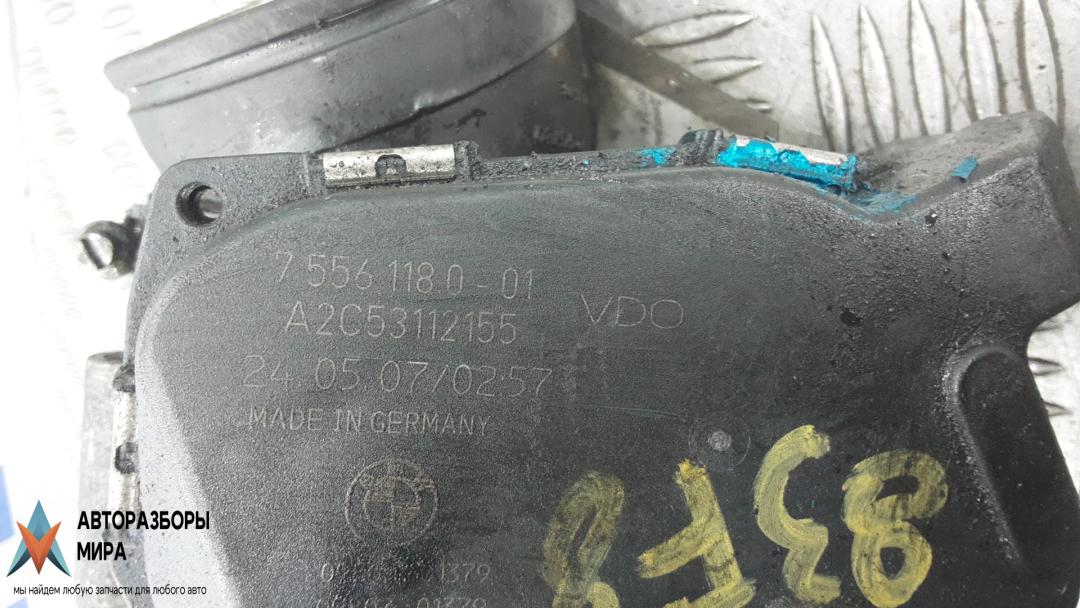 7 556 118 0 - 01
A2C53112155
VDO
24 05 07/02:57
MADE IN GERMANY
АВТОРАЗБОРЫ
МИРА
мы найдем любую запчасти для любого авто